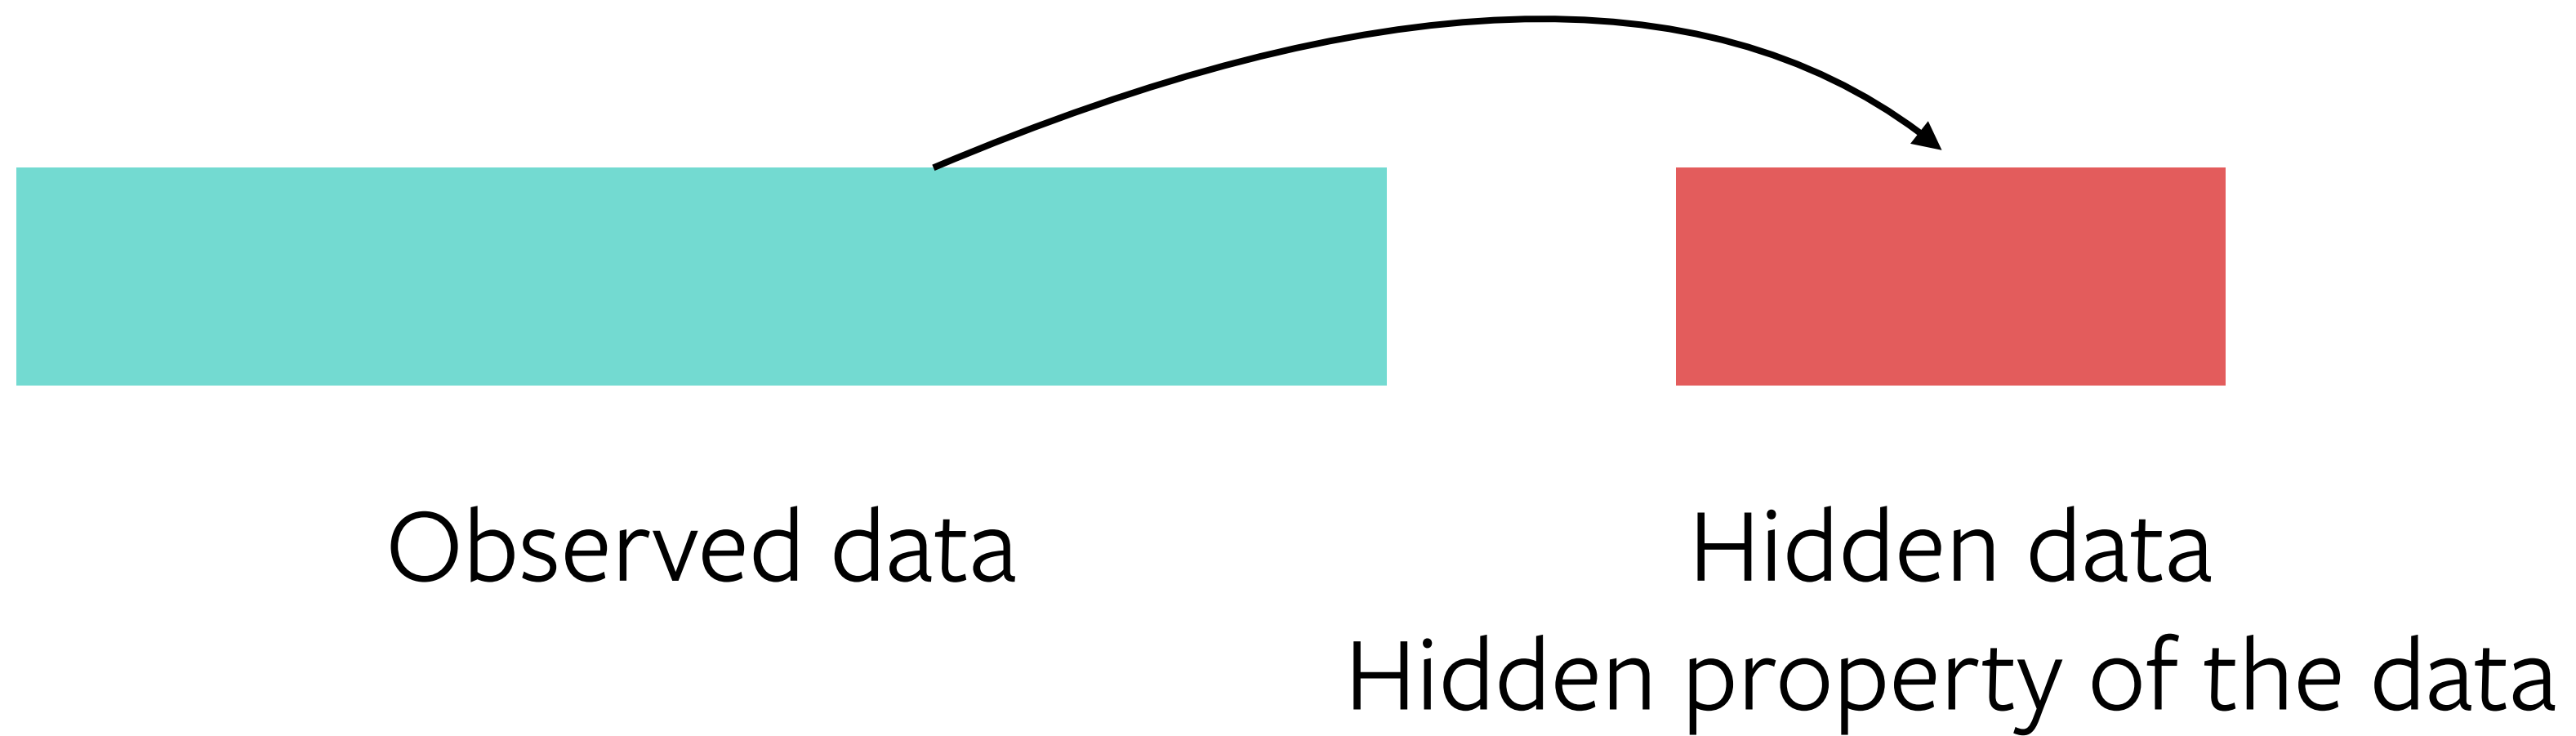 Observed data
Hidden data
Hidden property of the data